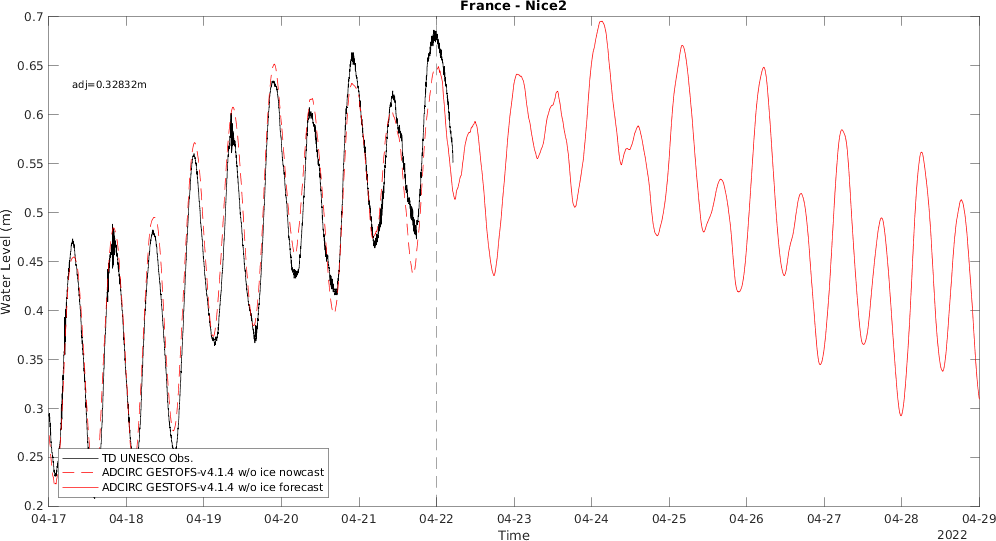 France - Nice2
adj=0.32832m
Water Level (m)
0.7
0.65
0.6
0.55
0.5
0.45
0.4
0.35
0.3
0.25
0.2
TD UNESCO Obs.
ADCIRC GESTOFS-v4.1.4 w/o ice nowcast
ADCIRC GESTOFS-v4.1.4 w/o ice forecast
04-17 04-18 04-19 04-20 04-21 04-22 04-23 04-24 04-25 04-26 04-27 04-28 04-29
Time
2022